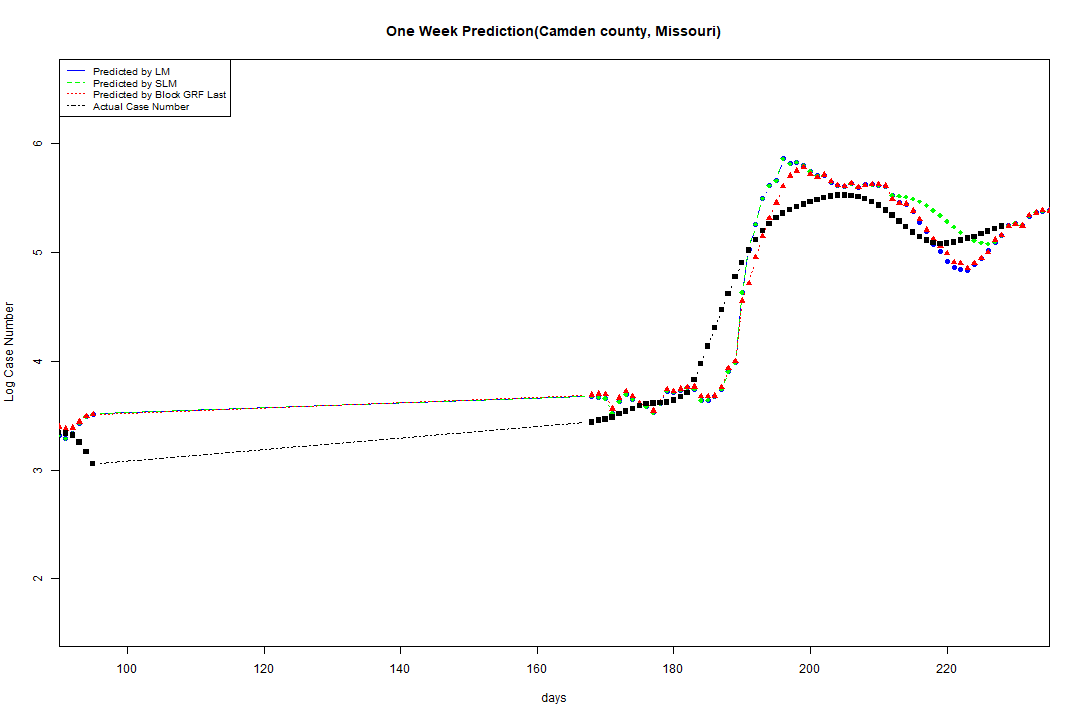 One Week Prediction(Camden county, Missouri)
Predicted by LM
Predicted by SLM
Predicted by Block GRF Last
Actual Case Number
6
5
4
3
2
Log Case Number
100 120 140 160 180 200 220
days